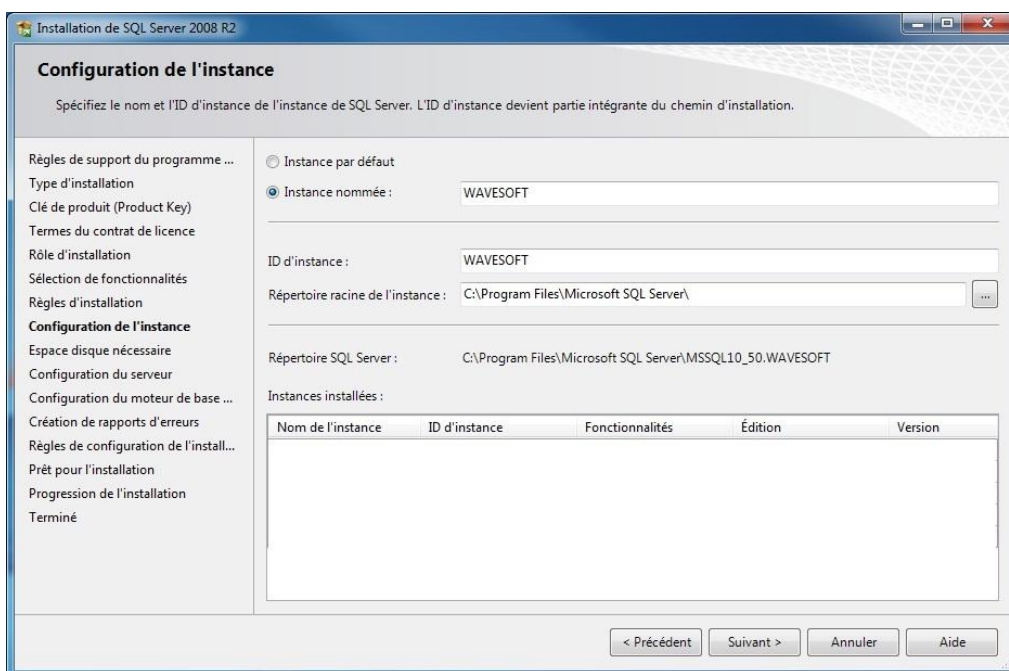 Installation de SQL Server 2008 R2
Configuration de l'instance
Spécifiez le nom et l'ID d'instance de l'instance de SQL Server. L'ID d'instance devient partie intégrante du chemin d'installation.
Règles de support du programme ...
Type d'installation
Clé de produit (Product Key)
Termes du contrat de licence
Rôle d'installation
Sélection de fonctionnalités
Règles d'installation
Configuration de l'instance
Espace disque nécessaire
Configuration du serveur
Configuration du moteur de base ...
Création de rapports d'erreurs
Règles de configuration de l'install...
Prêt pour l'installation
Progression de l'installation
Terminé
Instance par défaut
Instance nommée : WAVESOFT
ID d'instance : WAVESOFT
Répertoire racine de l'instance : C:\Program Files\Microsoft SQL Server\ ...
Répertoire SQL Server : C:\Program Files\Microsoft SQL Server\MSSQL10_50.WAVESOFT
Instances installées :
Nom de l'instance ID d'instance Fonctionnalités Édition Version
< Précédent Suivant > Annuler Aide